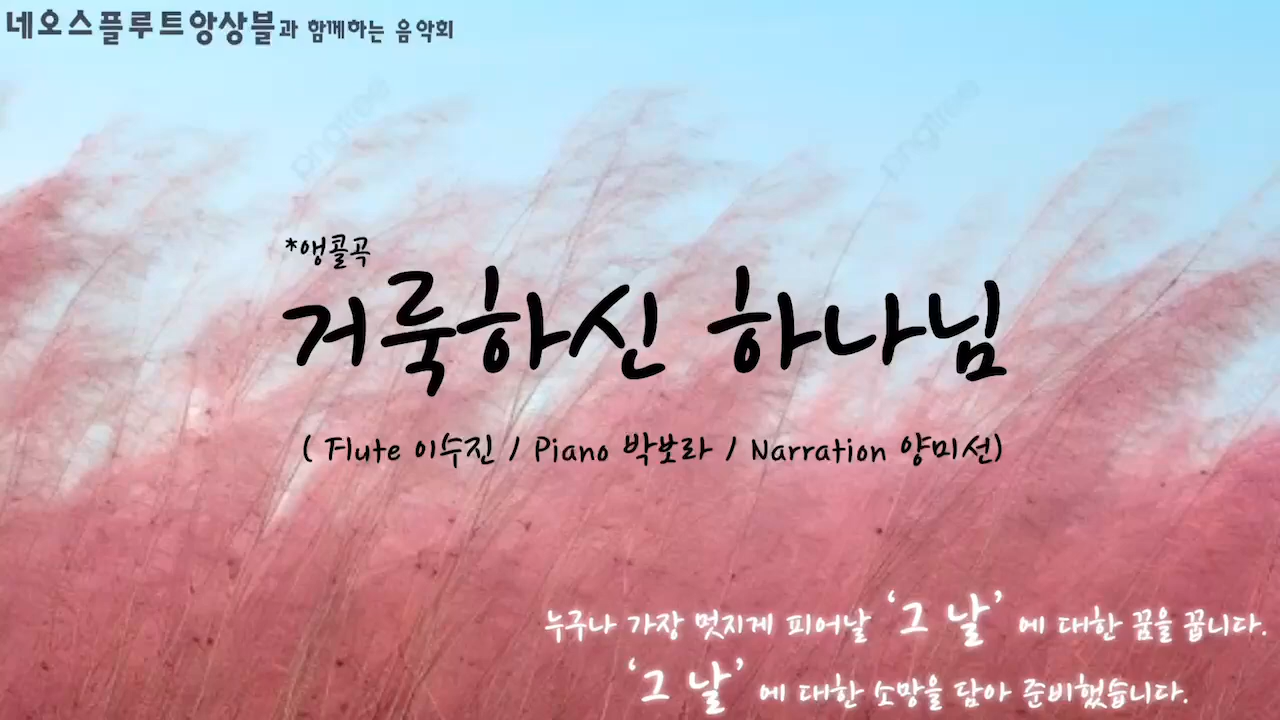 네오스플루트앙상블과 함께하는 음악회
pngtree pngtree
*앵콜곡
거룩하신 하나님
( Flute 이수진 / Piano 박보라 / Narration 양미선)
누구나 가장 멋지게 피어날 ‘그 날’ 에 대한 꿈을 꿉니다.
‘그 날’ 에 대한 소망을 담아 준비했습니다.